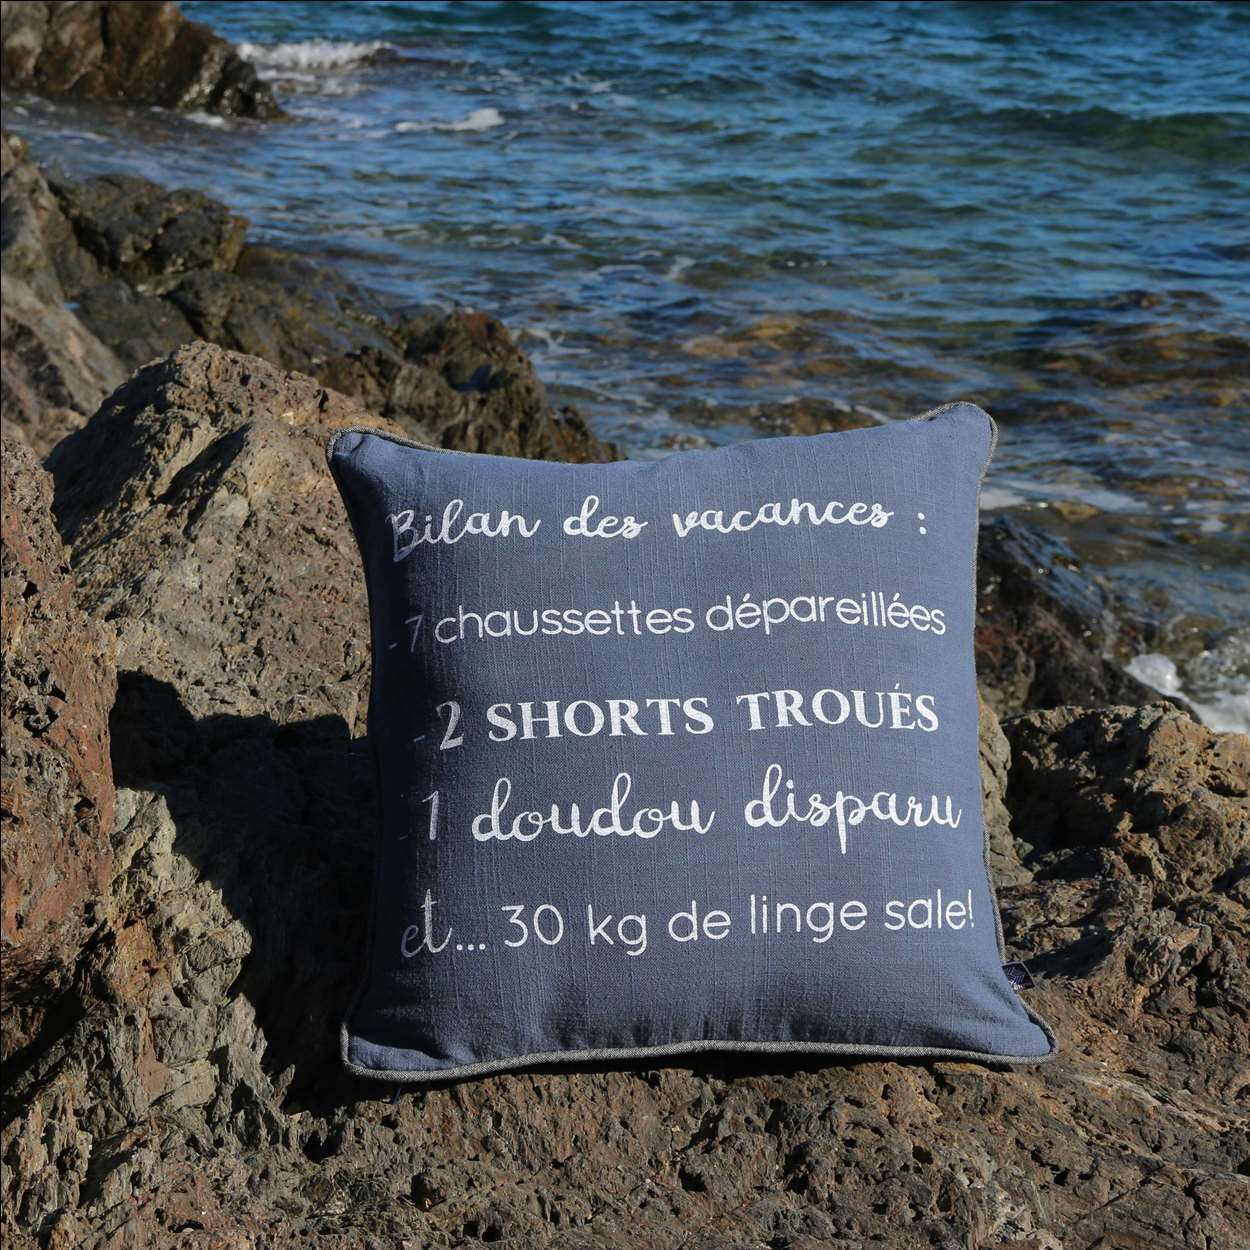 Bilan des vacances :
- 7 chaussettes dépareillées
- 2 SHORTS TROUÉS
- 1 doudou disparu
et... 30 kg de linge sale!